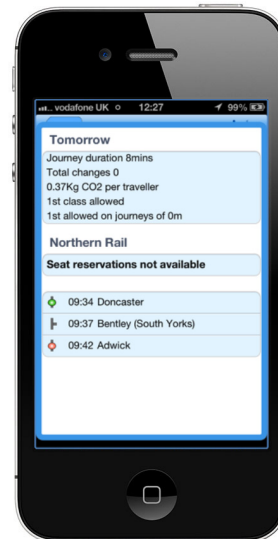 vodafone UK 12:27 99%
Tomorrow
Journey duration 8mins
Total changes 0
0.37Kg CO2 per traveller
1st class allowed
1st allowed on journeys of 0m
Northern Rail
Seat reservations not available
09:34 Doncaster
09:37 Bentley (South Yorks)
09:42 Adwick